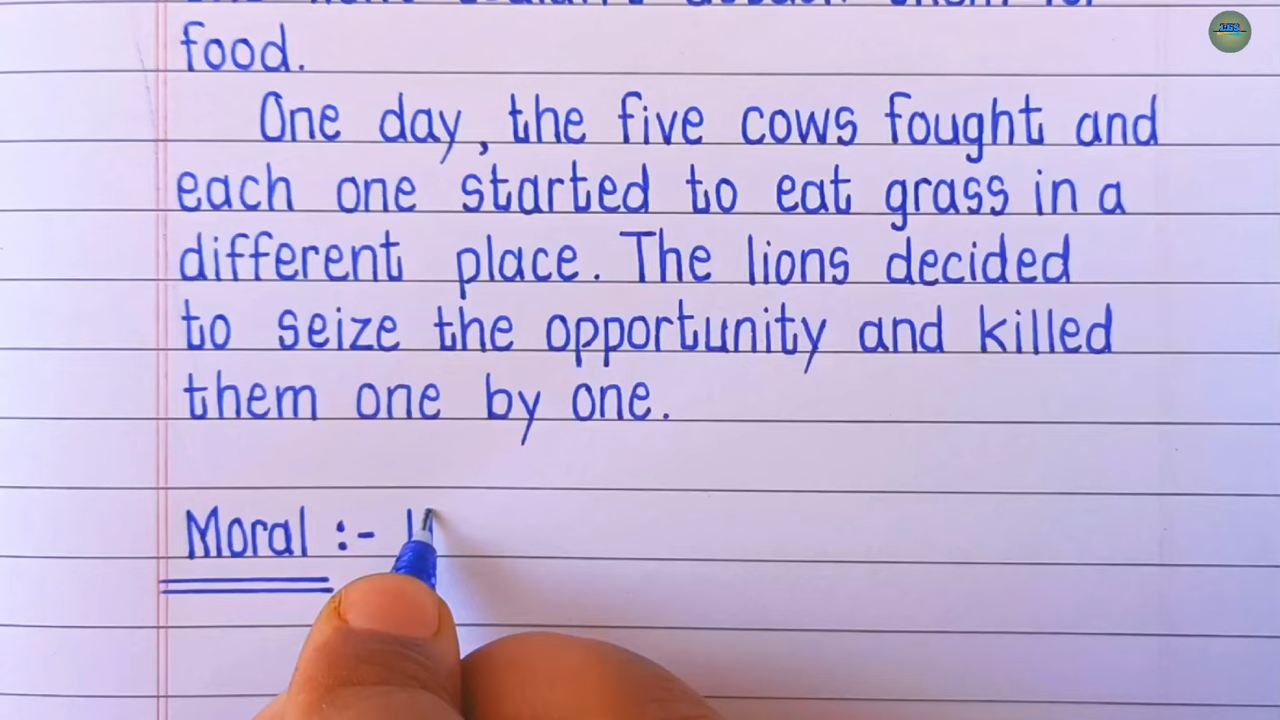 food.
One day, the five cows fought and
each one started to eat grass in a
different place. The lions decided
to seize the opportunity and killed
them one by one.
Moral :-